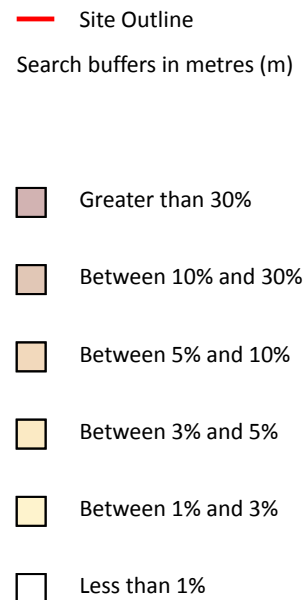 Site Outline
Search buffers in metres (m)
Greater than 30%
Between 10% and 30%
Between 5% and 10%
Between 3% and 5%
Between 1% and 3%
Less than 1%